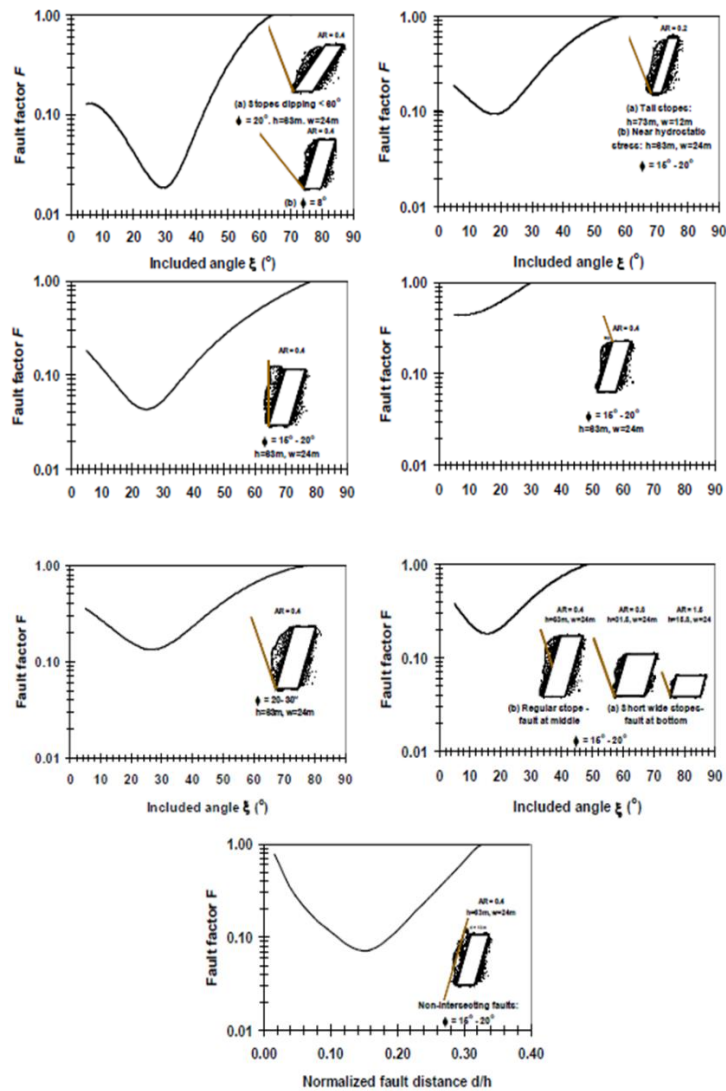 Fault factor F
1.00
0.10
0.01
AR = 0.4
(a) Stopes dipping < 60°
ϕ = 20°. h=63m. w=24m
AR = 0.4
(b) ϕ = 8°
0 10 20 30 40 50 60 70 80 90
Included angle ξ (°)
Fault factor F
1.00
0.10
0.01
AR = 0.2
(a) Tall stopes:
h=73m, w=12m
(b) Near hydrostatic
stress: h=63m, w=24m
ϕ = 15° - 20°
0 10 20 30 40 50 60 70 80 90
Included angle ξ (°)
Fault factor F
1.00
0.10
0.01
AR = 0.4
ϕ = 15° - 20°
h=63m, w=24m
0 10 20 30 40 50 60 70 80 90
Fault factor F
1.00
0.10
0.01
AR = 0.4
ϕ = 15° - 20°
h=63m, w=24m
0 10 20 30 40 50 60 70 80 90
Fault factor F
1.00
0.10
0.01
AR = 0.4
ϕ = 20- 30°
h=63m, w=24m
0 10 20 30 40 50 60 70 80 90
Included angle ξ (°)
Fault factor F
1.00
0.10
0.01
AR = 0.4 AR = 0.8 AR = 1.5
h=63m, w=24m h=31.5, w=24m h=15.5, w=24
(b) Regular stope - (a) Short wide stopes-
fault at middle fault at bottom
ϕ = 15° - 20°
0 10 20 30 40 50 60 70 80 90
Included angle ξ (°)
Fault factor F
1.00
0.10
0.01
AR = 0.4
h=63m, w=24m
Non-intersecting faults:
ϕ = 15° - 20°
0.00 0.10 0.20 0.30 0.40
Normalized fault distance d/h